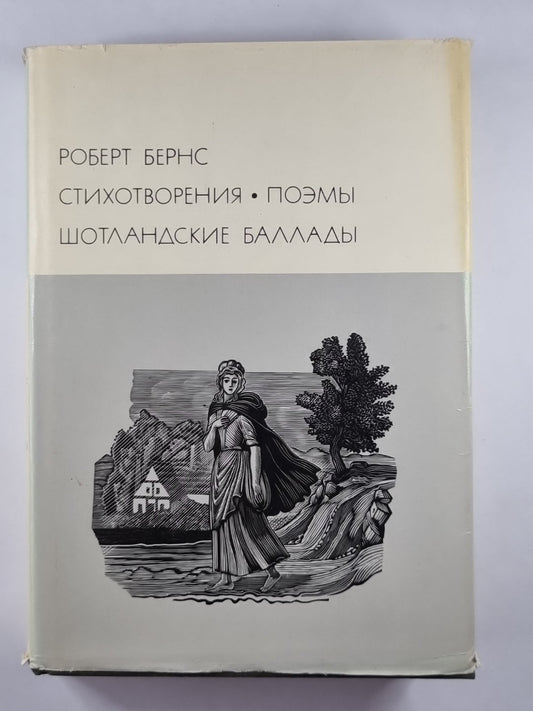 РОБЕРТ БЕРНС
СТИХОТВОРЕНИЯ • ПОЭМЫ
ШОТЛАНДСКИЕ БАЛЛАДЫ